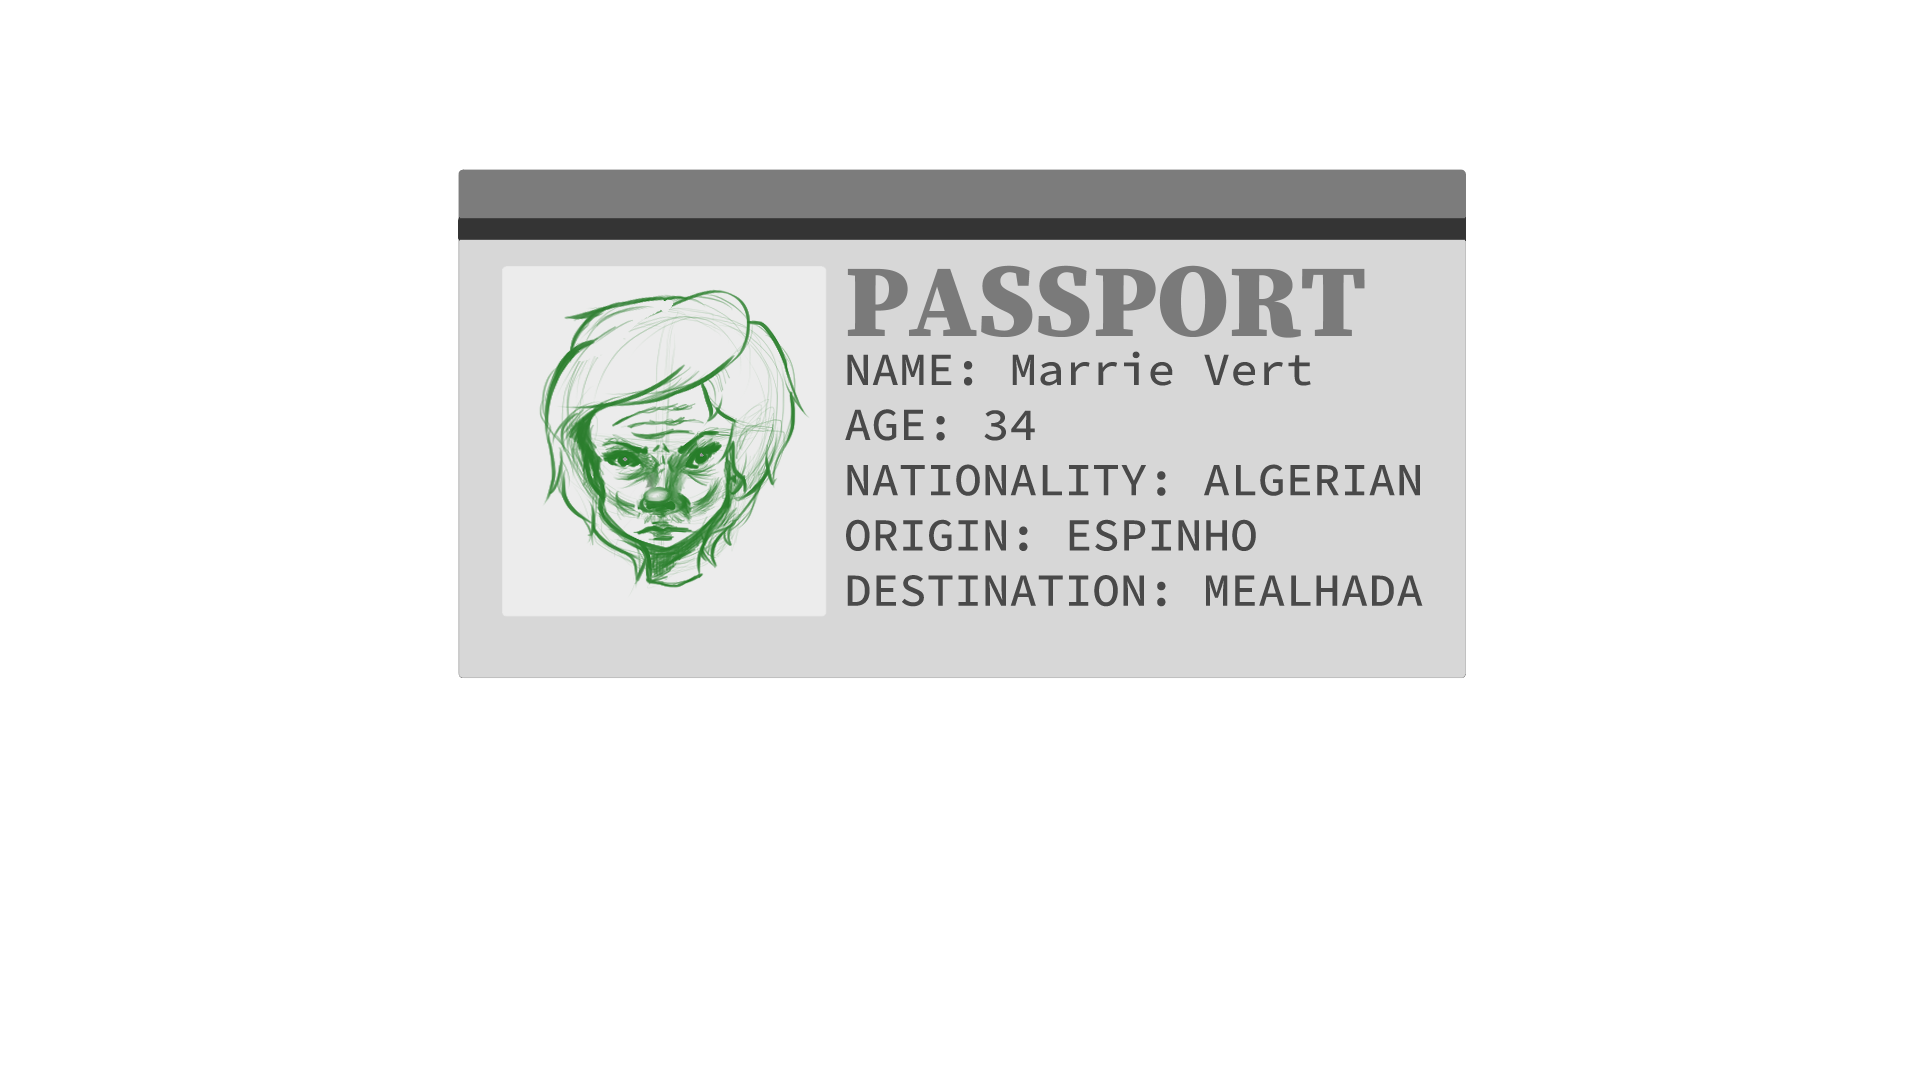 PASSPORT
NAME: Marrie Vert
AGE: 34
NATIONALITY: ALGERIAN
ORIGIN: ESPINHO
DESTINATION: MEALHADA